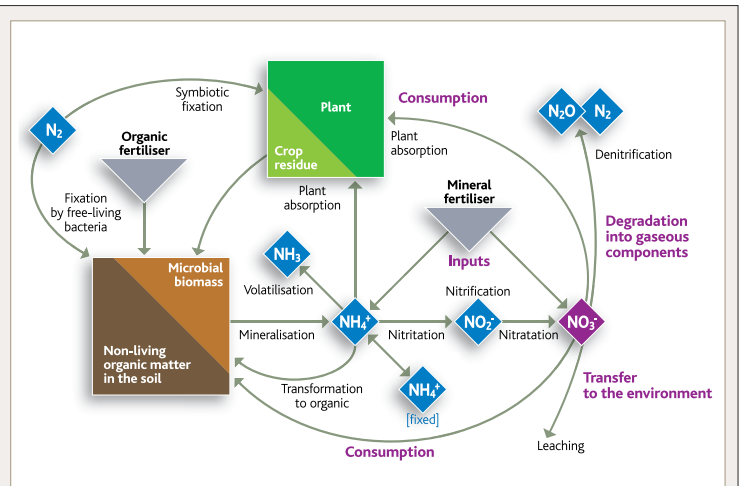 Symbiotic
fixation
N₂
Organic
fertiliser
Fixation
by free-living
bacteria
Plant
Crop
residue
Consumption
Plant
absorption
N₂O
N₂
Denitrification
Plant
absorption
Mineral
fertiliser
Inputs
Degradation
into gaseous
components
Microbial
biomass
Non-living
organic matter
in the soil
NH₃
Volatilisation
Mineralisation
NH₄⁺
Nitrification
Nitritation
NO₂⁻
Nitratation
NO₃⁻
Transformation
to organic
NH₄⁺
[fixed]
Transfer
to the environment
Leaching
Consumption